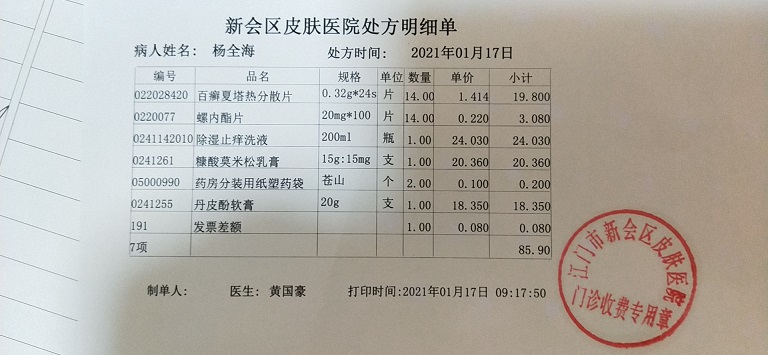 新会区皮肤医院处方明细单
病人姓名: 杨全海 处方时间: 2021年01月17日
编号 品名 规格 单位 数量 单价 小计
022028420 百癣夏塔热分散片 0.32g*24s 片 14.00 1.414 19.800
0220077 螺内酯片 20mg*100 片 14.00 0.220 3.080
0241142010 除湿止痒洗液 200ml 瓶 1.00 24.030 24.030
0241261 糠酸莫米松乳膏 15g:15mg 支 1.00 20.360 20.360
05000990 药房分装用纸塑药袋 苍山 个 2.00 0.100 0.200
0241255 丹皮酚软膏 20g 支 1.00 18.350 18.350
191 发票差额 1.00 0.080 0.080
7项 85.90
制单人: 医生: 黄国豪 打印时间:2021年01月17日 09:17:50
江门市新会区皮肤医院
门诊收费专用章